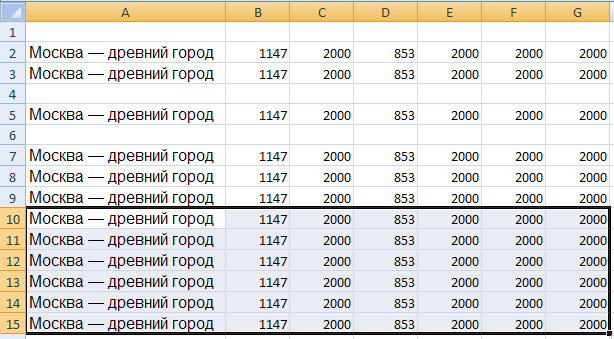 A B C D E F G
1
2 Москва — древний город 1147 2000 853 2000 2000 2000
3 Москва — древний город 1147 2000 853 2000 2000 2000
4
5 Москва — древний город 1147 2000 853 2000 2000 2000
6
7 Москва — древний город 1147 2000 853 2000 2000 2000
8 Москва — древний город 1147 2000 853 2000 2000 2000
9 Москва — древний город 1147 2000 853 2000 2000 2000
10 Москва — древний город 1147 2000 853 2000 2000 2000
11 Москва — древний город 1147 2000 853 2000 2000 2000
12 Москва — древний город 1147 2000 853 2000 2000 2000
13 Москва — древний город 1147 2000 853 2000 2000 2000
14 Москва — древний город 1147 2000 853 2000 2000 2000
15 Москва — древний город 1147 2000 853 2000 2000 2000